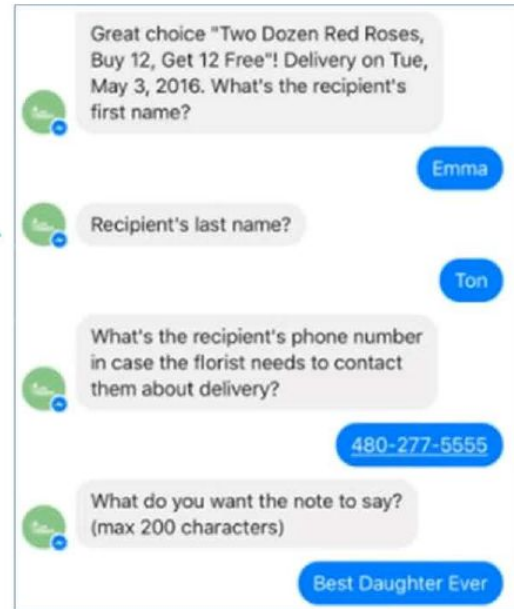 Great choice "Two Dozen Red Roses,
Buy 12, Get 12 Free"! Delivery on Tue,
May 3, 2016. What's the recipient's
first name?
Emma
Recipient's last name?
Ton
What's the recipient's phone number
in case the florist needs to contact
them about delivery?
480-277-5555
What do you want the note to say?
(max 200 characters)
Best Daughter Ever